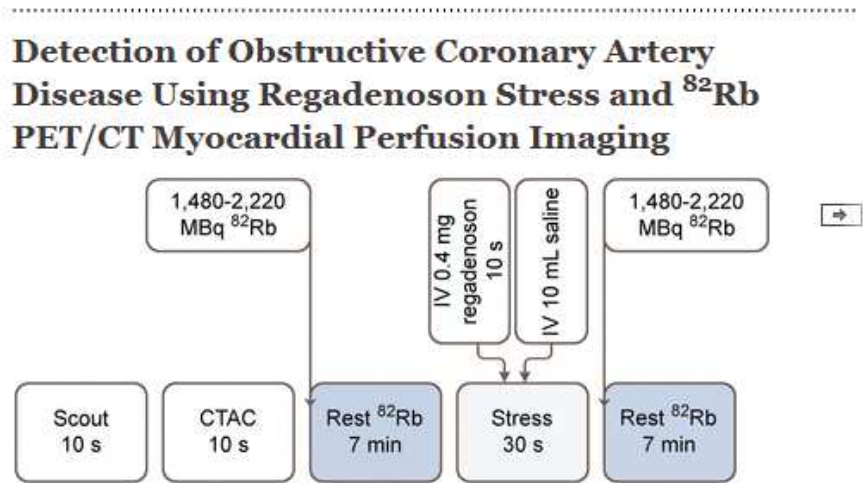 Detection of Obstructive Coronary Artery
Disease Using Regadenoson Stress and ⁸²Rb
PET/CT Myocardial Perfusion Imaging
1,480-2,220
MBq ⁸²Rb
IV 0.4 mg
regadenoson
10 s
IV 10 mL saline
1,480-2,220
MBq ⁸²Rb
Scout
10 s
CTAC
10 s
Rest ⁸²Rb
7 min
Stress
30 s
Rest ⁸²Rb
7 min